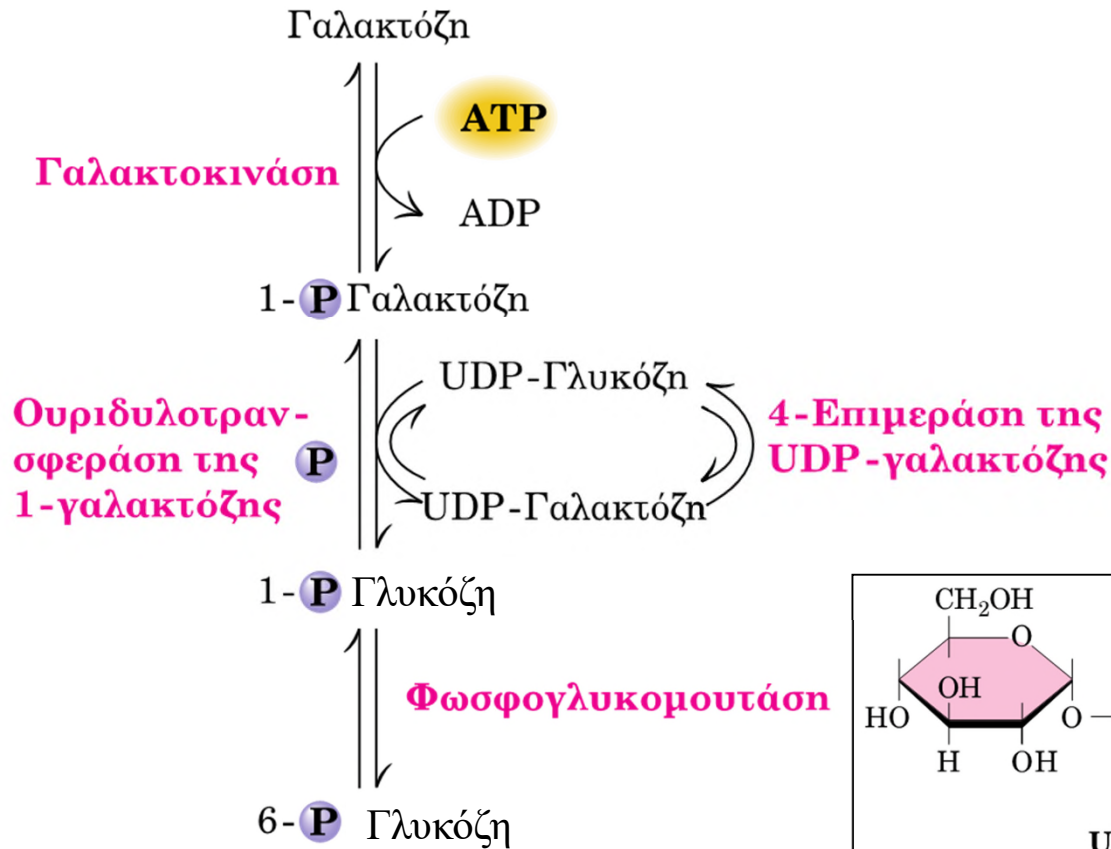 Γαλακτόζη
ATP
Γαλακτοκινάση
ADP
1-P Γαλακτόζη
UDP-Γλυκόζη
Ουριδυλοτραν-
σφεράση της P
1-γαλακτόζης
4-Επιμεράση της
UDP-γαλακτόζης
UDP-Γαλακτόζη
1-P Γλυκόζη
CH₂OH
O
Φωσφογλυκομουτάση
OH
HO
O
H OH
6-P Γλυκόζη
U